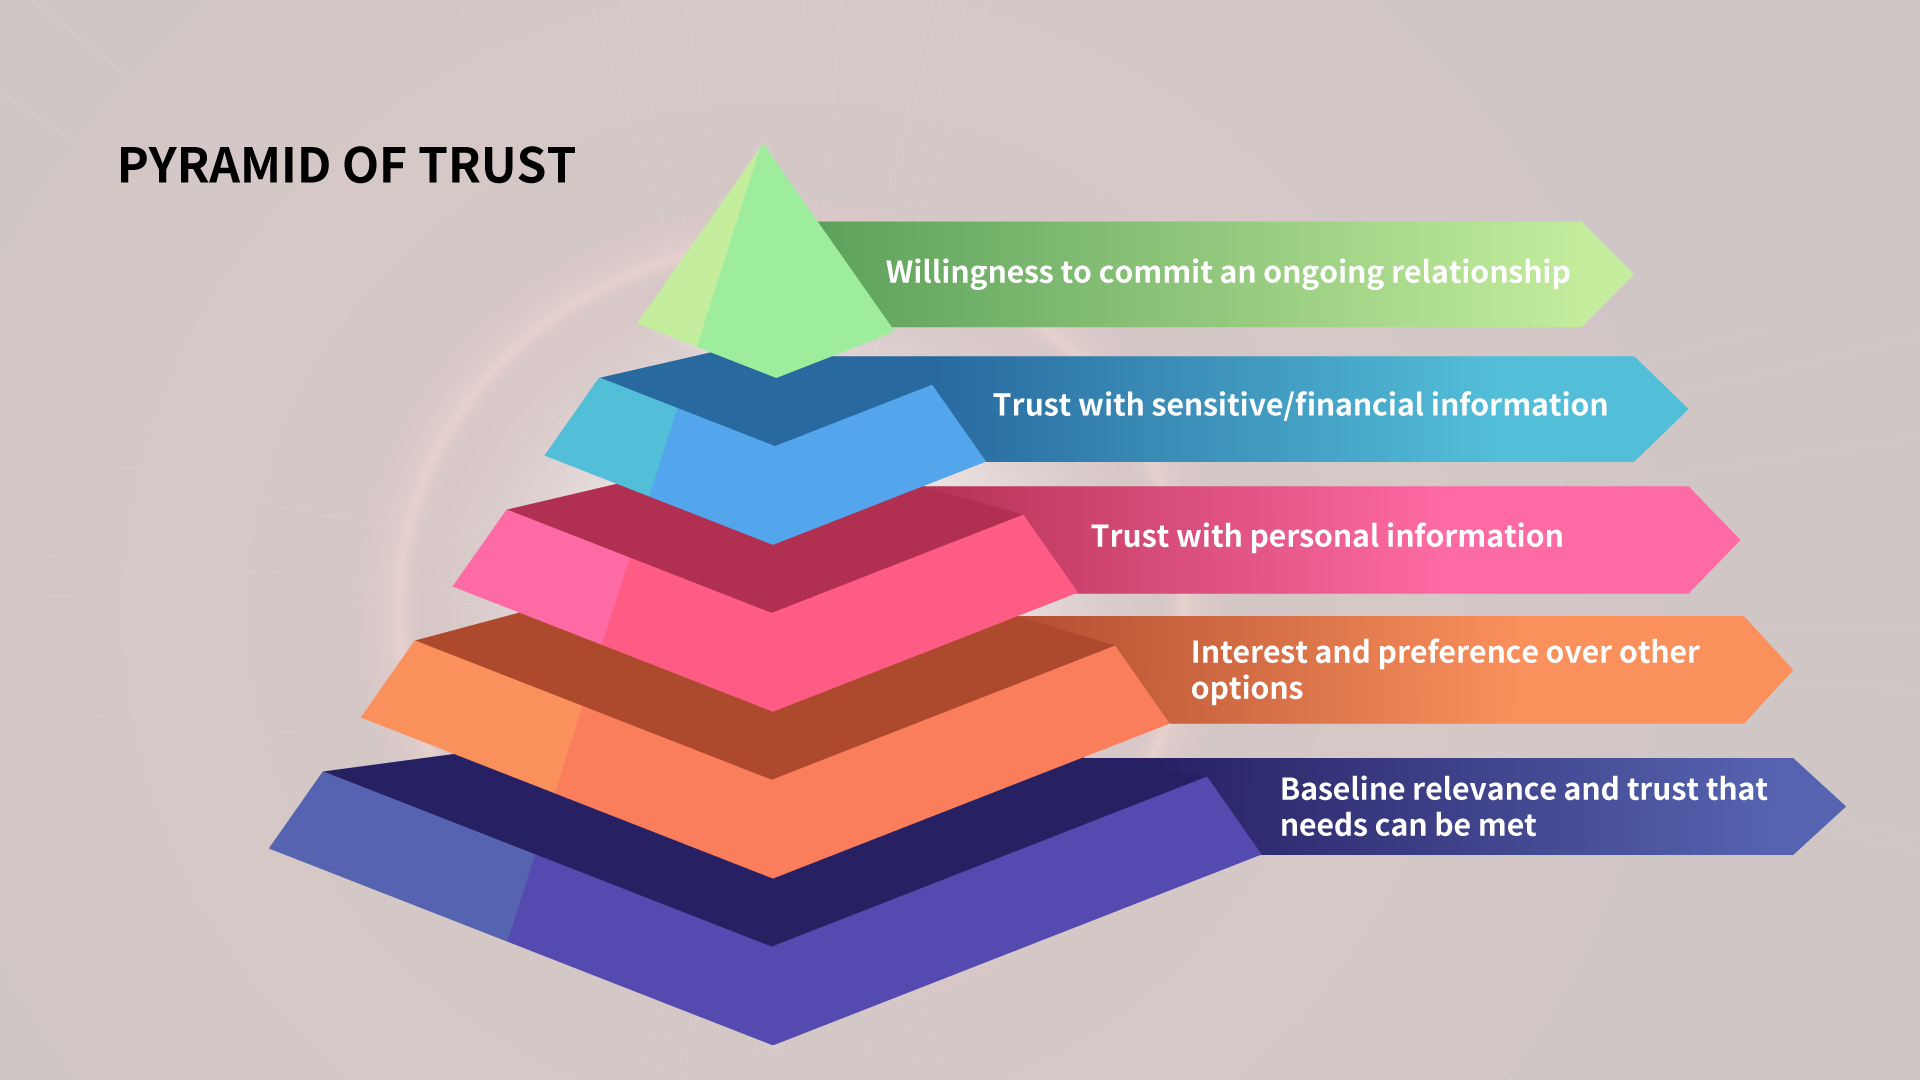 PYRAMID OF TRUST
Willingness to commit an ongoing relationship
Trust with sensitive/financial information
Trust with personal information
Interest and preference over other
options
Baseline relevance and trust that
needs can be met